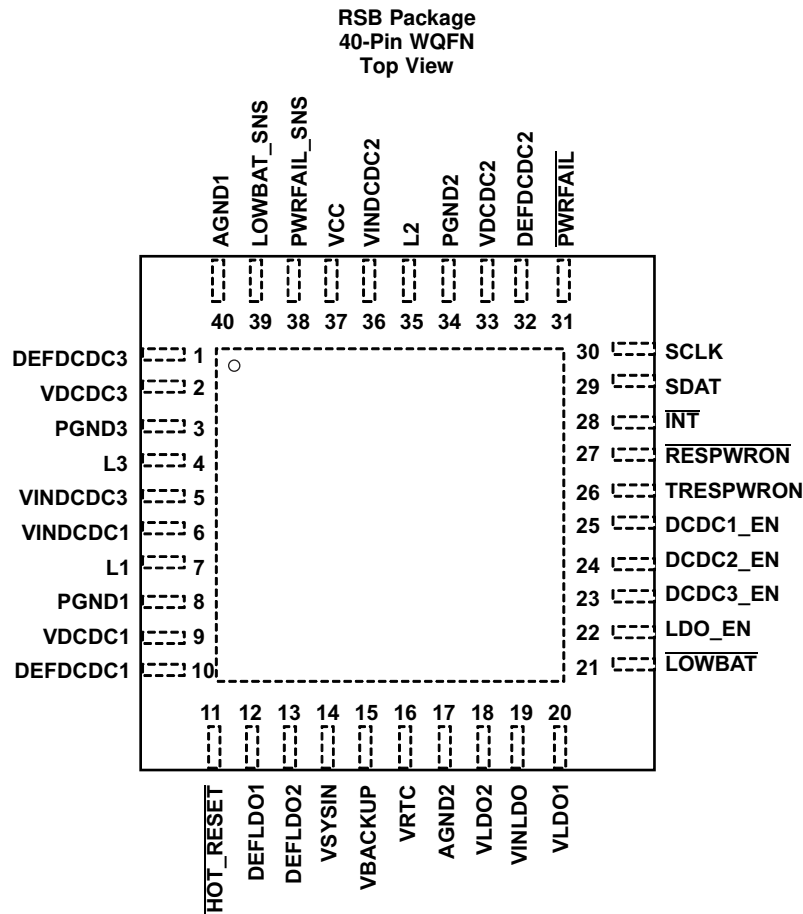 RSB Package
40-Pin WQFN
Top View
AGND1
LOWBAT_SNS
PWRFAIL_SNS
VCC
VINDCDC2
L2
PGND2
VDCDC2
DEFDCDC2
PWRFAIL
40 39 38 37 36 35 34 33 32 31
DEFDCDC3 1
VDCDC3 2
PGND3 3
L3 4
VINDCDC3 5
VINDCDC1 6
L1 7
PGND1 8
VDCDC1 9
DEFDCDC1 10
30 SCLK
29 SDAT
28 INT
27 RESPWRON
26 TRESPWRON
25 DCDC1_EN
24 DCDC2_EN
23 DCDC3_EN
22 LDO_EN
21 LOWBAT
11 12 13 14 15 16 17 18 19 20
HOT_RESET
DEFLDO1
DEFLDO2
VSYSIN
VBACKUP
VRTC
AGND2
VLDO2
VINLDO
VLDO1